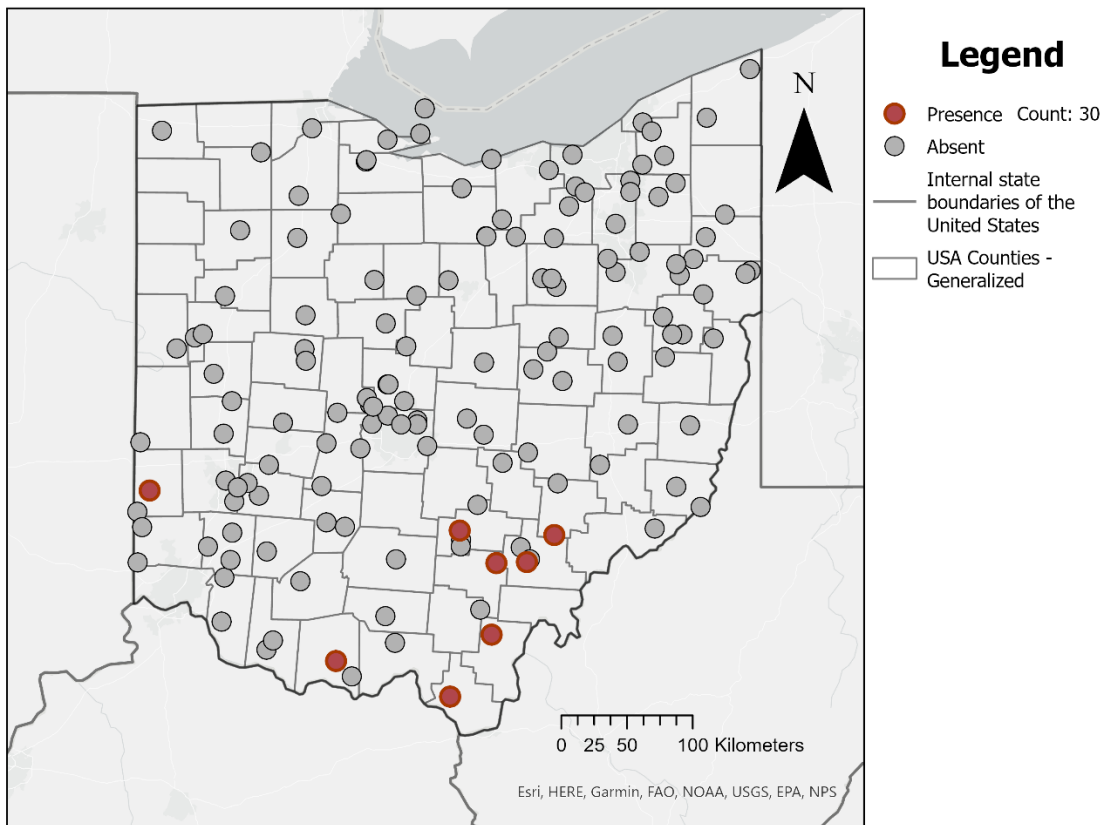 Legend
N
Presence Count: 30
Absent
Internal state
boundaries of the
United States
USA Counties -
Generalized
0 25 50 100 Kilometers
Esri, HERE, Garmin, FAO, NOAA, USGS, EPA, NPS